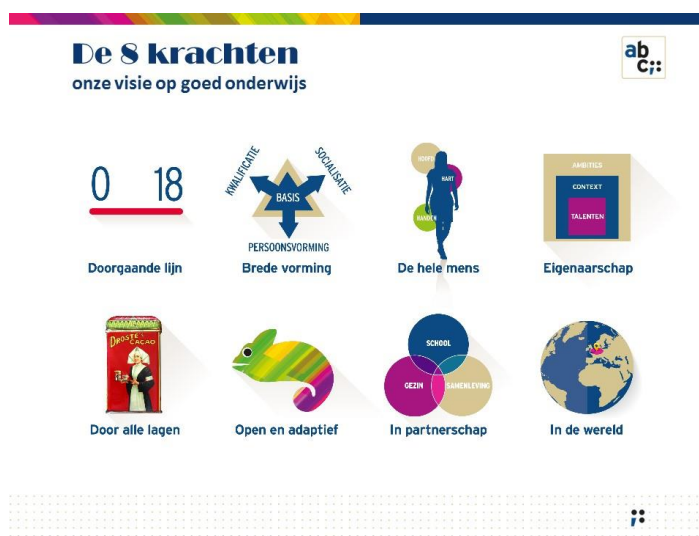 De 8 krachten
onze visie op goed onderwijs
ab
c;::
0 18
KWALIFICATIE
SOCIALISATIE
BASIS
PERSOONSVORMING
HOOFD
HART
HANDEN
AMBITIES
CONTEXT
TALENTEN
Doorgaande lijn
Brede vorming
De hele mens
Eigenaarschap
DROSTE'S
CACAO
SCHOOL
GEZIN
SAMENLEVING
Door alle lagen
Open en adaptief
In partnerschap
In de wereld